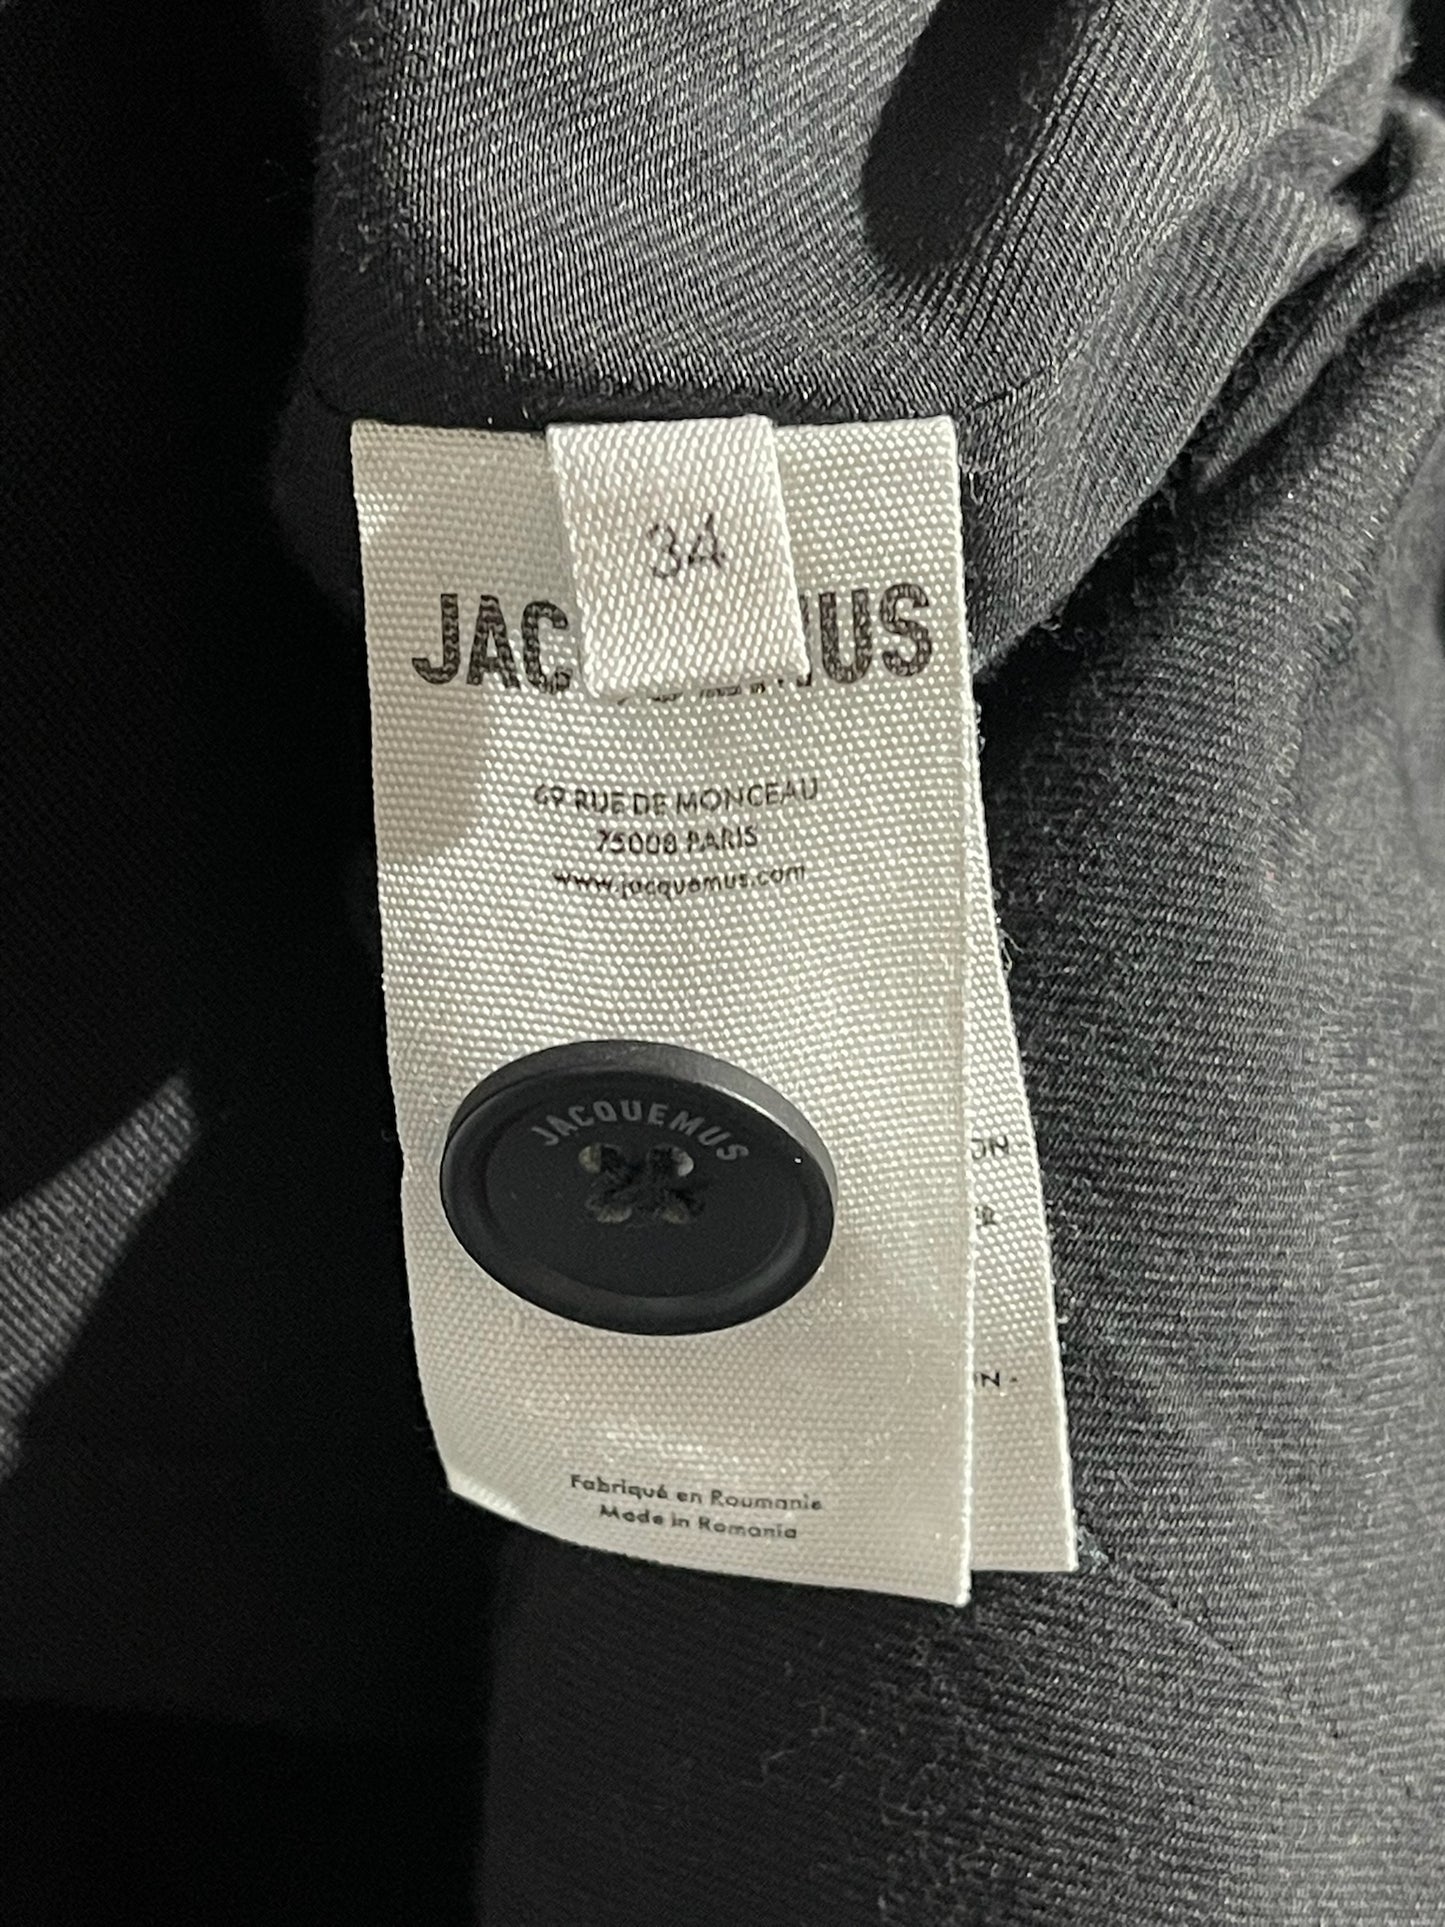 34
JAC MUS
69 RUE DE MONCEAU
75008 PARIS
www.jacquemus.com
JACQUEMUS
ON
N -
Fabriqué en Roumanie
Made in Romania